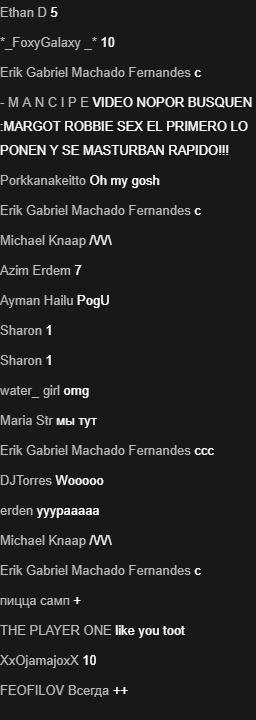 Ethan D 5
*_FoxyGalaxy _* 10
Erik Gabriel Machado Fernandes c
- M A N C I P E VIDEO NOPOR BUSQUEN
:MARGOT ROBBIE SEX EL PRIMERO LO
PONEN Y SE MASTURBAN RAPIDO!!!
Porkkanakeitto Oh my gosh
Erik Gabriel Machado Fernandes c
Michael Knaap /\/\/\
Azim Erdem 7
Ayman Hailu PogU
Sharon 1
Sharon 1
water_ girl omg
Maria Str мы тут
Erik Gabriel Machado Fernandes ccc
DJTorres Wooooo
erden yyypaaaaa
Michael Knaap /\/\/\
Erik Gabriel Machado Fernandes c
пицца самп +
THE PLAYER ONE like you toot
XxOjamajoxX 10
FEOFILOV Всегда ++